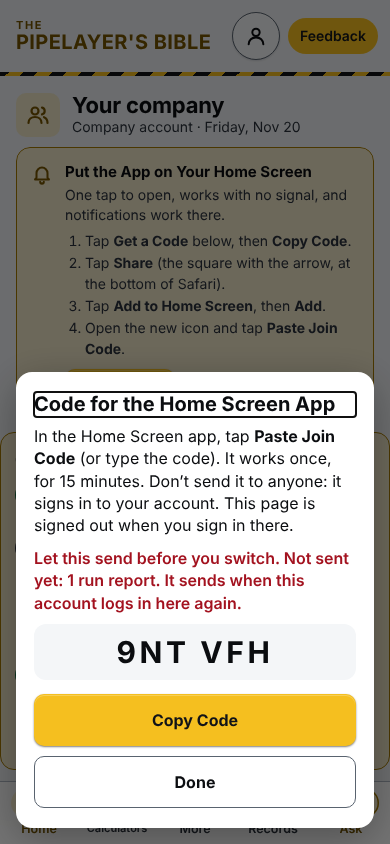 THE
PIPELAYER'S BIBLE
Feedback
Your company
Company account · Friday, Nov 20
Put the App on Your Home Screen
One tap to open, works with no signal, and
notifications work there.
1. Tap Get a Code below, then Copy Code.
2. Tap Share (the square with the arrow, at
the bottom of Safari).
3. Tap Add to Home Screen, then Add.
4. Open the new icon and tap Paste Join
Code.
Code for the Home Screen App
In the Home Screen app, tap Paste Join
Code (or type the code). It works once,
for 15 minutes. Don’t send it to anyone: it
signs in to your account. This page is
signed out when you sign in there.
Let this send before you switch. Not sent
yet: 1 run report. It sends when this
account logs in here again.
9NT VFH
Copy Code
Done
Home Calculators More Records Ask